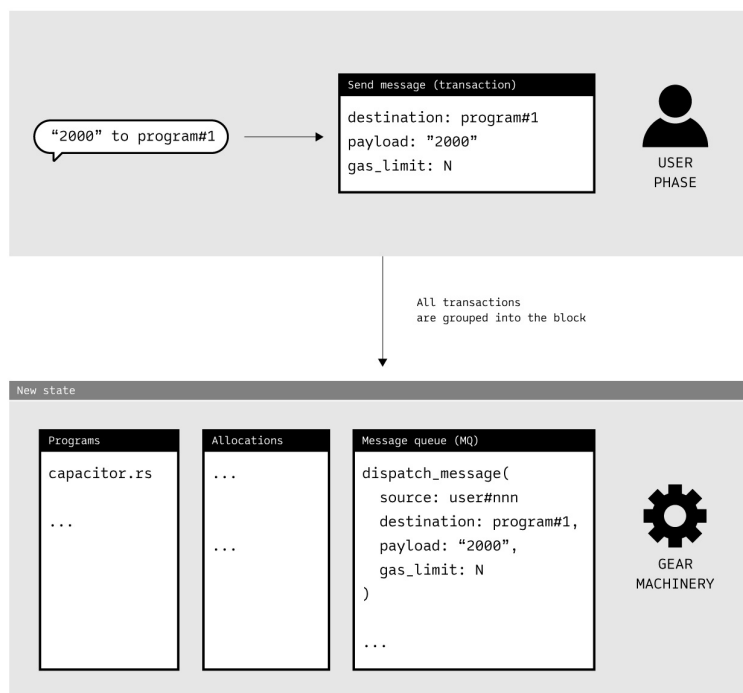 Send message (transaction)
“2000” to program#1
destination: program#1
payload: ”2000”
gas_limit: N
USER
PHASE
All transactions
are grouped into the block
New state
Programs
capacitor.rs
...
Allocations
...
...
Message queue (MQ)
dispatch_message(
source: user#nnn
destination: program#1,
payload: “2000”,
gas_limit: N
)
...
GEAR
MACHINERY